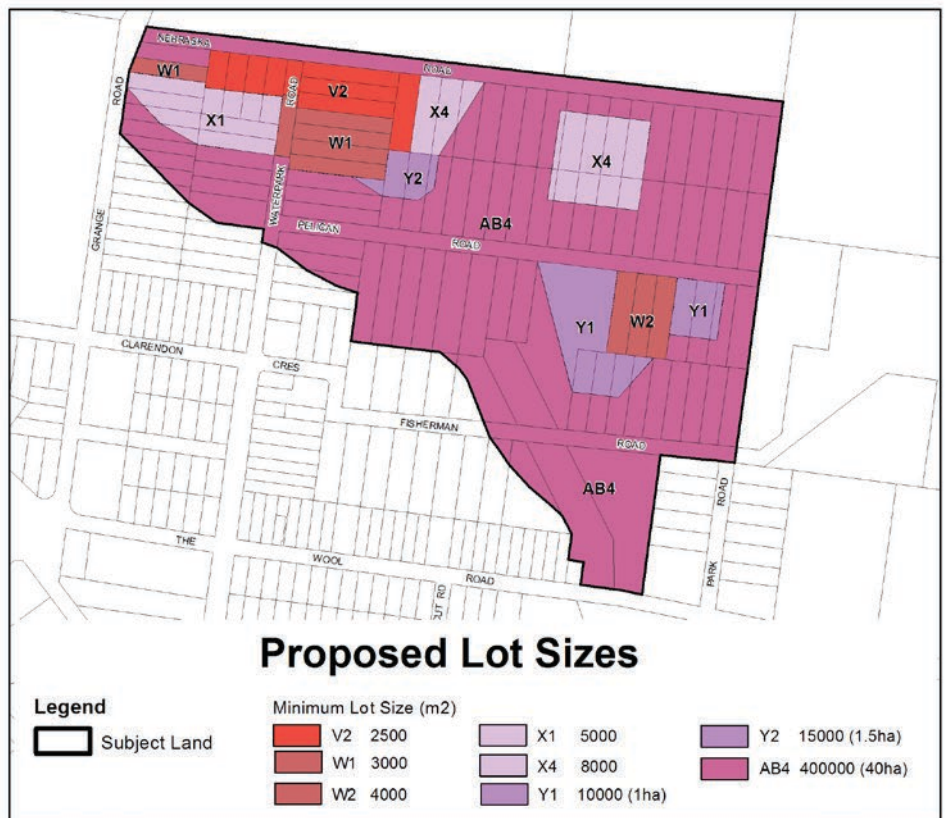 NEBRASKA
ROAD
W1
ROAD
V2
ROAD
X4
X1
W1
X4
Y2
WATERPARK
AB4
PELICAN
ROAD
GRANGE
Y1
W2
Y1
CLARENDON
CRES
FISHERMAN
ROAD
AB4
ROAD
THE
WOOL
ROAD
PARK
UT RD
Proposed Lot Sizes
Legend
Subject Land
Minimum Lot Size (m2)
V2 2500
W1 3000
W2 4000
X1 5000
X4 8000
Y1 10000 (1ha)
Y2 15000 (1.5ha)
AB4 400000 (40ha)